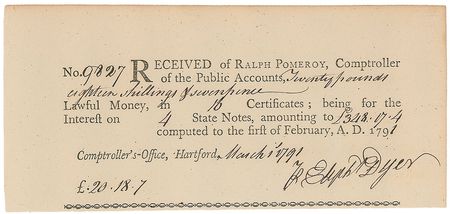 No. 9827 RECEIVED of RALPH POMEROY, Comptroller
of the Public Accounts, Twenty pounds
eighteen shillings & sevenpence
Lawful Money, in 16 Certificates; being for the
Interest on 4 State Notes, amounting to £348.17.4
computed to the first of February, A. D. 1791
Comptroller's-Office, Hartford, March 1 1791
£.20.18.7
Dyer